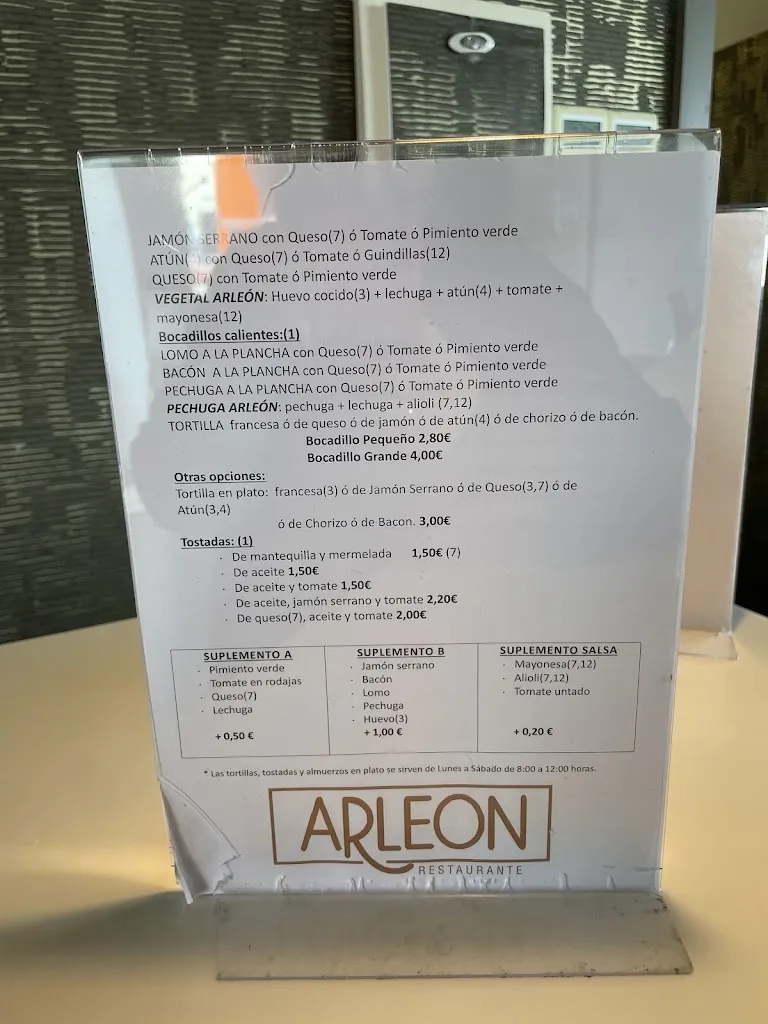 JAMÓN SERRANO con Queso(7) ó Tomate ó Pimiento verde
ATÚN(4) con Queso(7) ó Tomate ó Guindillas(12)
QUESO(7) con Tomate ó Pimiento verde
VEGETAL ARLEÓN: Huevo cocido(3) + lechuga + atún(4) + tomate +
mayonesa(12)
Bocadillos calientes:(1)
LOMO A LA PLANCHA con Queso(7) ó Tomate ó Pimiento verde
BACÓN A LA PLANCHA con Queso(7) ó Tomate ó Pimiento verde
PECHUGA A LA PLANCHA con Queso(7) ó Tomate ó Pimiento verde
PECHUGA ARLEÓN: pechuga + lechuga + alioli (7,12)
TORTILLA francesa ó de queso ó de jamón ó de atún(4) ó de chorizo ó de bacón.
Bocadillo Pequeño 2,80€
Bocadillo Grande 4,00€
Otras opciones:
Tortilla en plato: francesa(3) ó de Jamón Serrano ó de Queso(3,7) ó de
Atún(3,4)
ó de Chorizo ó de Bacon. 3,00€
Tostadas: (1)
· De mantequilla y mermelada 1,50€ (7)
· De aceite 1,50€
· De aceite y tomate 1,50€
· De aceite, jamón serrano y tomate 2,20€
· De queso(7), aceite y tomate 2,00€
SUPLEMENTO A
· Pimiento verde
· Tomate en rodajas
· Queso(7)
· Lechuga
+ 0,50 €
SUPLEMENTO B
· Jamón serrano
· Bacón
· Lomo
· Pechuga
· Huevo(3)
+ 1,00 €
SUPLEMENTO SALSA
· Mayonesa(7,12)
· Alioli(7,12)
· Tomate untado
+ 0,20 €
* Las tortillas, tostadas y almuerzos en plato se sirven de Lunes a Sábado de 8:00 a 12:00 horas.
ARLEON
RESTAURANTE